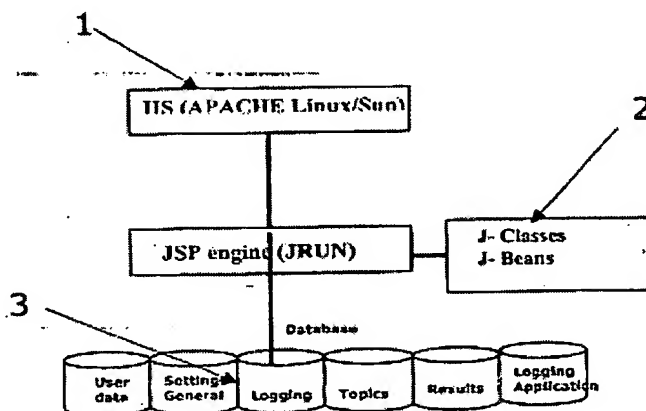 1
IIS (APACHE Linux/Sun)
2
JSP engine (JRUN)
J- Classes
J- Beans
3
Database
User data
Settings General
Logging
Topics
Results
Logging Application